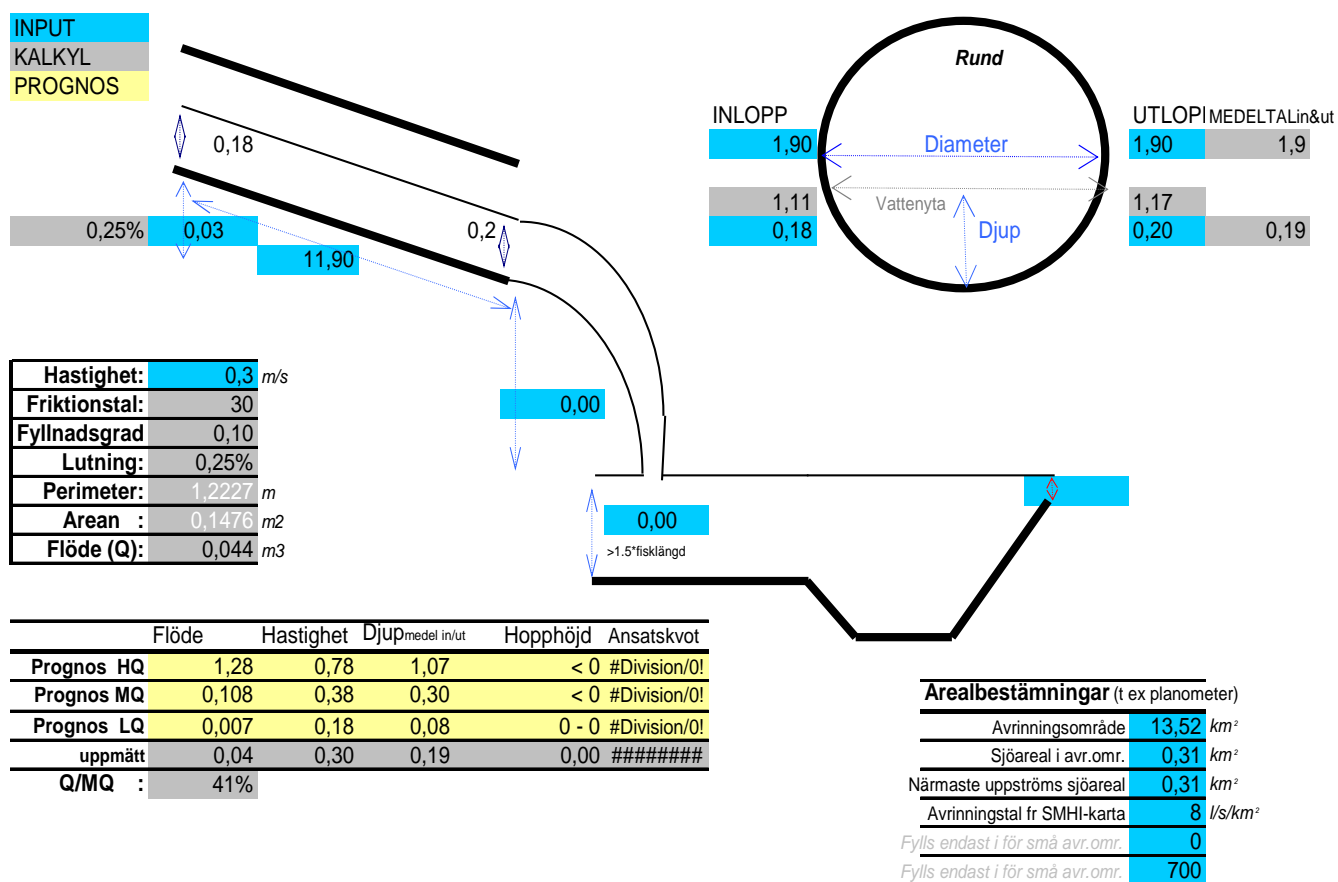 INPUT
KALKYL
PROGNOS
Rund
INLOPP
UTLOPI MEDELTALin&ut
0,18
1,90
Diameter
1,90
1,9
1,11
Vattenyta
1,17
0,25%
0,03
0,2
0,18
Djup
0,20
0,19
11,90
Hastighet: 0,3 m/s
Friktionstal: 30
0,00
Fyllnadsgrad 0,10
Lutning: 0,25%
Perimeter: 1,2227 m
Arean : 0,1476 m2
0,00
Flöde (Q): 0,044 m3
>1.5*fisklängd
Flöde Hastighet Djupmedel in/ut Hopphöjd Ansatskvot
Prognos HQ 1,28 0,78 1,07 < 0 #Division/0!
Prognos MQ 0,108 0,38 0,30 < 0 #Division/0!
Prognos LQ 0,007 0,18 0,08 0 - 0 #Division/0!
uppmätt 0,04 0,30 0,19 0,00 ########
Q/MQ : 41%
Arealbestämningar (t ex planometer)
Avrinningsområde 13,52 km²
Sjöareal i avr.omr. 0,31 km²
Närmaste uppströms sjöareal 0,31 km²
Avrinningstal fr SMHI-karta 8 l/s/km²
Fylls endast i för små avr.omr. 0
Fylls endast i för små avr.omr. 700